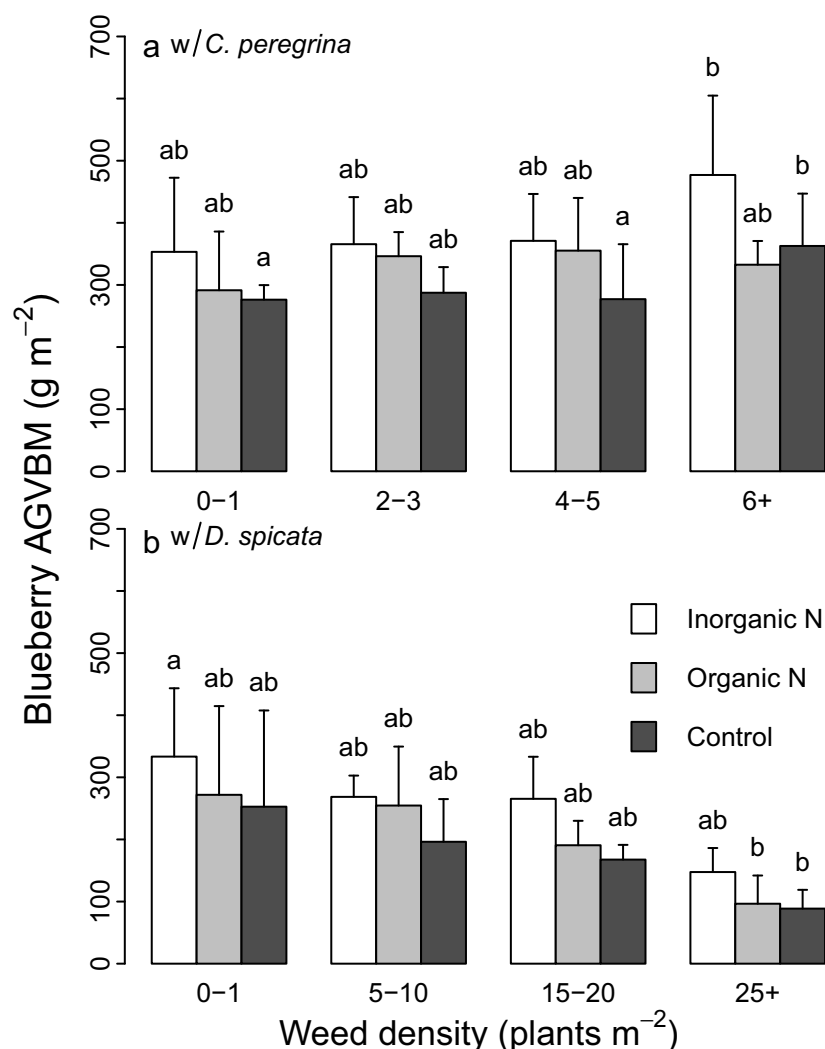 Blueberry AGVBM (g m⁻²)
a w/C. peregrina
700
500
300
100
0
ab
ab
a
ab
ab
ab
ab
ab
a
b
ab
b
0−1
2−3
4−5
6+
b w/D. spicata
700
500
300
100
0
a
ab
ab
ab
ab
ab
ab
ab
ab
ab
b
b
Inorganic N
Organic N
Control
0−1
5−10
15−20
25+
Weed density (plants m⁻²)